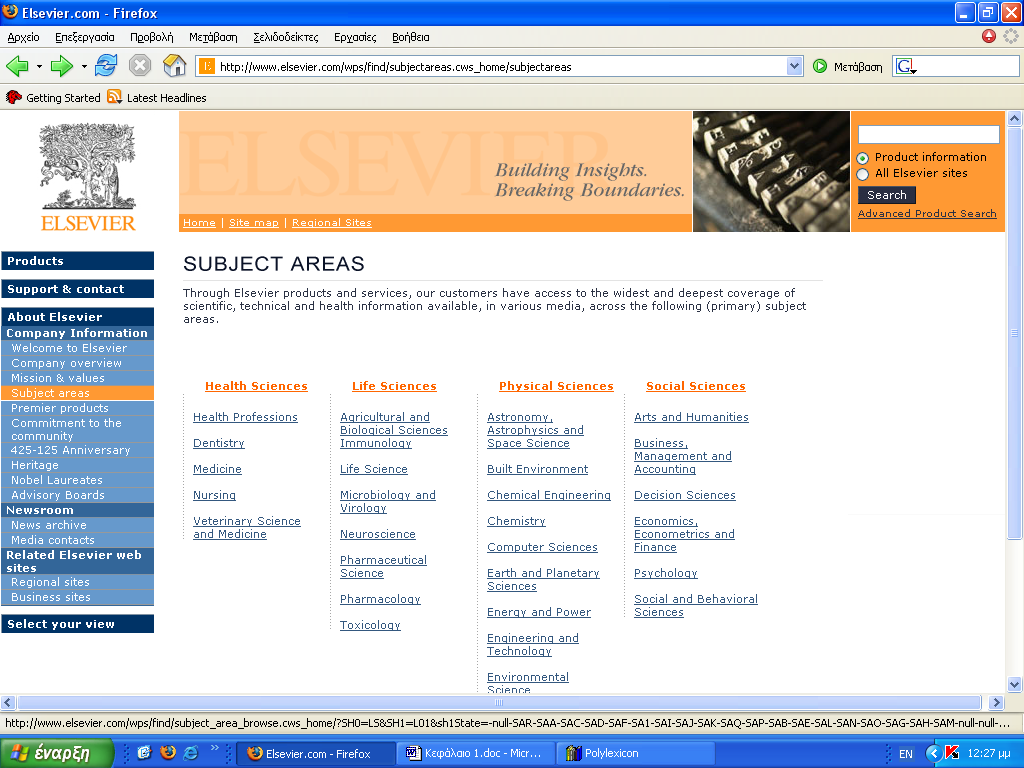 Elsevier.com - Firefox
Αρχείο Επεξεργασία Προβολή Μετάβαση Σελιδοδείκτες Εργασίες Βοήθεια
http://www.elsevier.com/wps/find/subjectareas.cws_home/subjectareas Μετάβαση G
Getting Started Latest Headlines
ELSEVIER
ELSEVIER
Building Insights.
Breaking Boundaries.
Home | Site map | Regional Sites
Product information
All Elsevier sites
Search
Advanced Product Search
Products
Support & contact
About Elsevier
Company Information
Welcome to Elsevier
Company overview
Mission & values
Subject areas
Premier products
Commitment to the
community
425-125 Anniversary
Heritage
Nobel Laureates
Advisory Boards
Newsroom
News archive
Media contacts
Related Elsevier web
sites
Regional sites
Business sites
Select your view
SUBJECT AREAS
Through Elsevier products and services, our customers have access to the widest and deepest coverage of
scientific, technical and health information available, in various media, across the following (primary) subject
areas.
Health Sciences
Health Professions
Dentistry
Medicine
Nursing
Veterinary Science
and Medicine
Life Sciences
Agricultural and
Biological Sciences
Immunology
Life Science
Microbiology and
Virology
Neuroscience
Pharmaceutical
Science
Pharmacology
Toxicology
Physical Sciences
Astronomy,
Astrophysics and
Space Science
Built Environment
Chemical Engineering
Chemistry
Computer Sciences
Earth and Planetary
Sciences
Energy and Power
Engineering and
Technology
Environmental
Science
Social Sciences
Arts and Humanities
Business,
Management and
Accounting
Decision Sciences
Economics,
Econometrics and
Finance
Psychology
Social and Behavioral
Sciences
http://www.elsevier.com/wps/find/subject_area_browse.cws_home/?SH0=LS&SH1=L01&sh1State=-null-SAR-SAA-SAC-SAD-SAF-SA1-SAI-SAJ-SAK-SAQ-SAP-SAB-SAE-SAL-SAN-SAO-SAG-SAH-SAM-null-null-...
έναρξη » Elsevier.com - Firefox Κεφάλαιο 1.doc - Micr... Polylexicon EN 12:27 μμ